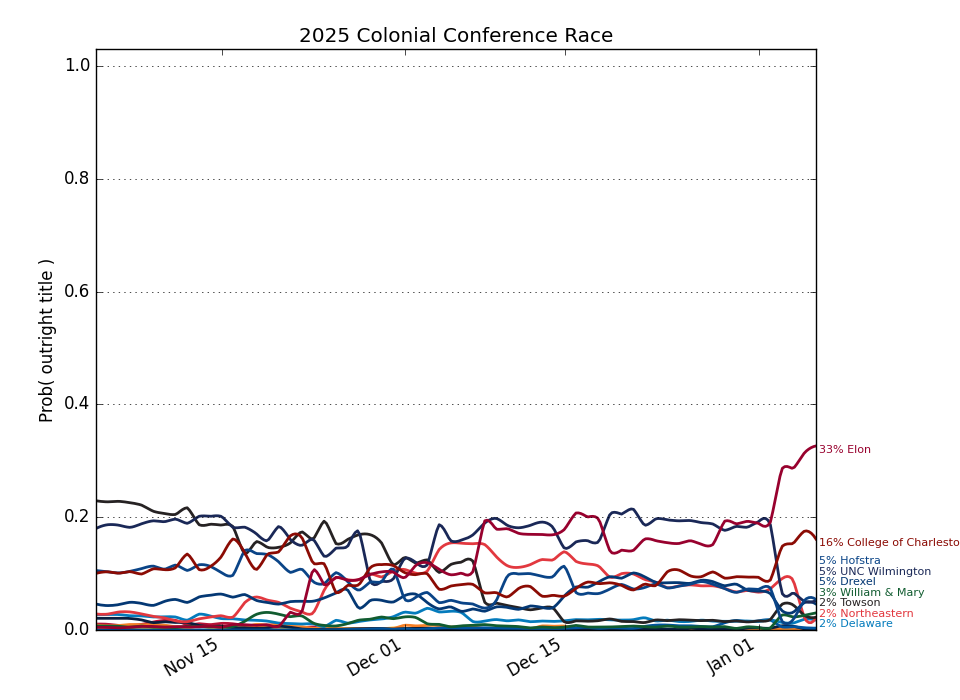 2025 Colonial Conference Race
Prob( outright title )
1.0
0.8
0.6
0.4
0.2
0.0
Nov 15
Dec 01
Dec 15
Jan 01
33% Elon
16% College of Charlesto
5% Hofstra
5% UNC Wilmington
5% Drexel
3% William & Mary
2% Towson
2% Northeastern
2% Delaware